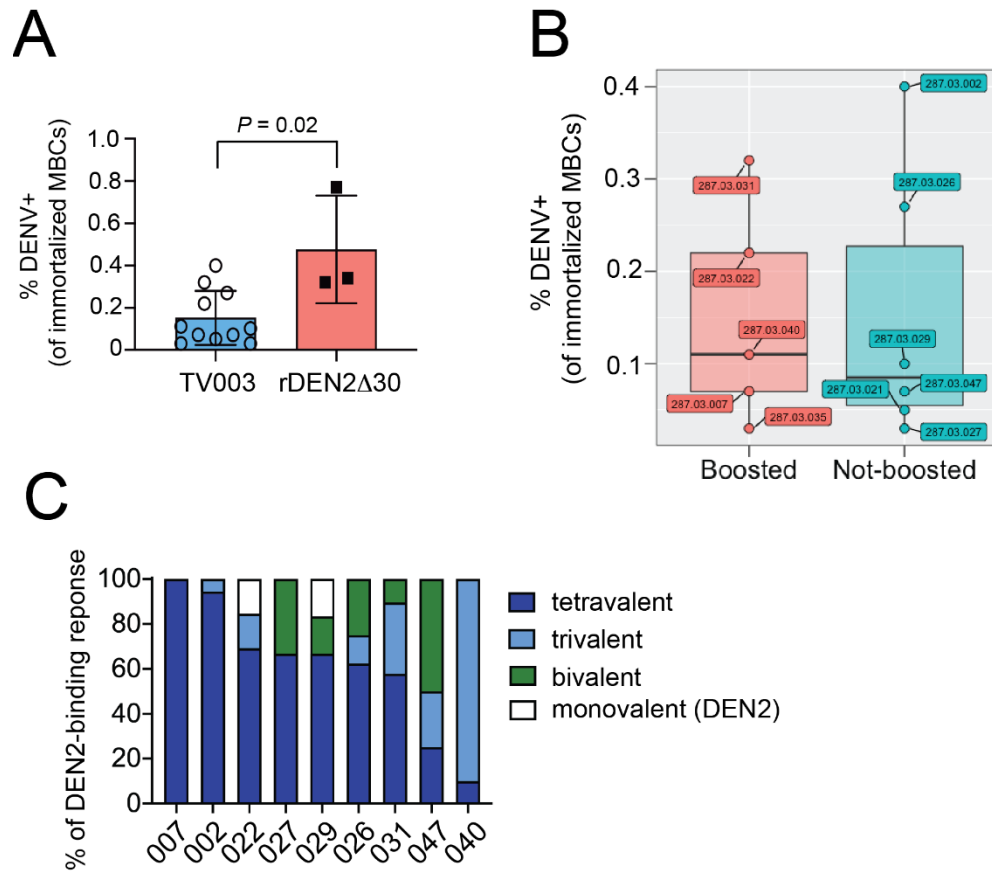 A
P = 0.02
% DENV+
(of immortalized MBCs)
1.0
0.8
0.6
0.4
0.2
0
TV003
rDEN2Δ30
B
% DENV+
(of immortalized MBCs)
0.4
0.3
0.2
0.1
287.03.031
287.03.022
287.03.040
287.03.007
287.03.035
287.03.002
287.03.026
287.03.029
287.03.047
287.03.021
287.03.027
Boosted
Not-boosted
C
% of DEN2-binding reponse
100
80
60
40
20
0
007
002
022
027
029
026
031
047
040
tetravalent
trivalent
bivalent
monovalent (DEN2)